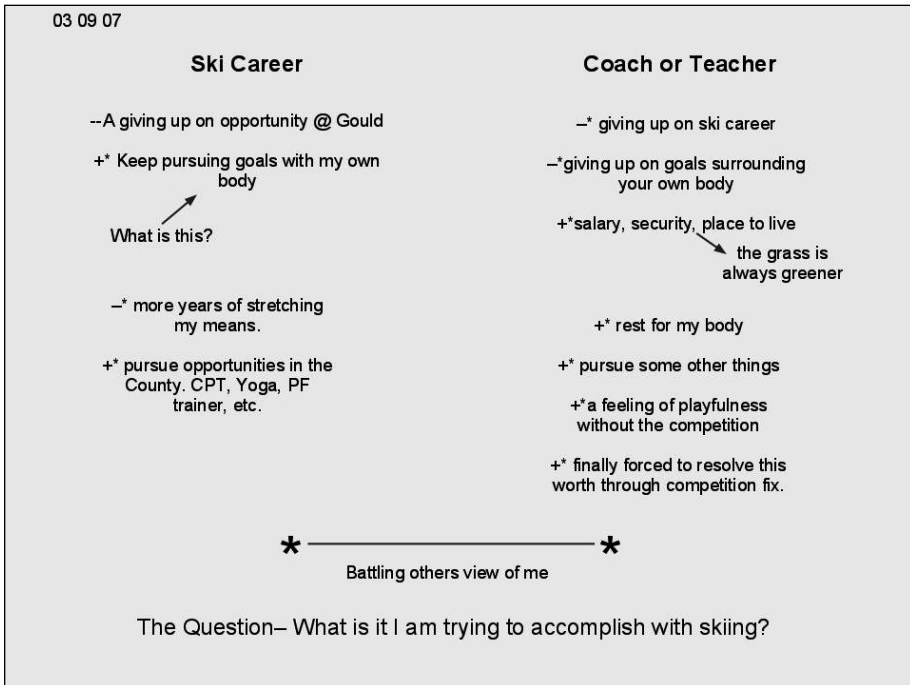 03 09 07
Ski Career
--A giving up on opportunity @ Gould
+* Keep pursuing goals with my own
body
What is this?
–* more years of stretching
my means.
+* pursue opportunities in the
County. CPT, Yoga, PF
trainer, etc.
Coach or Teacher
–* giving up on ski career
–*giving up on goals surrounding
your own body
+*salary, security, place to live
the grass is
always greener
+* rest for my body
+* pursue some other things
+*a feeling of playfulness
without the competition
+* finally forced to resolve this
worth through competition fix.
* *
Battling others view of me
The Question– What is it I am trying to accomplish with skiing?